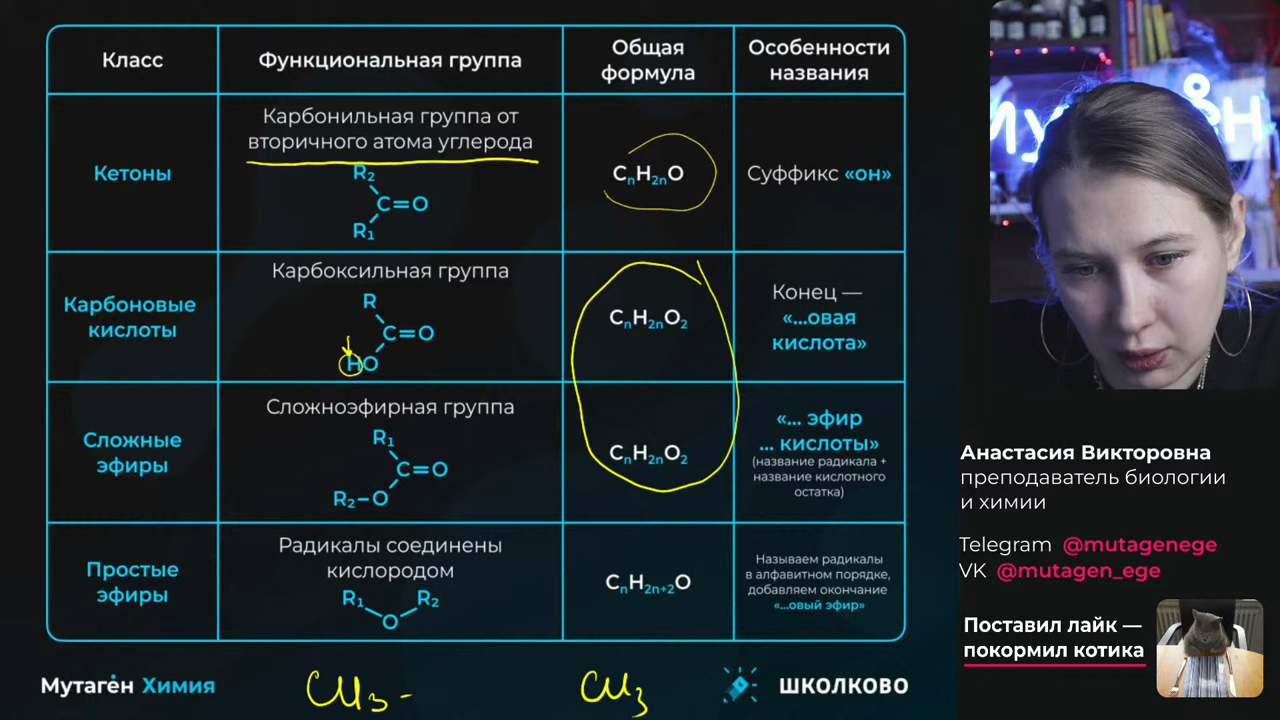 Класс
Функциональная группа
Общая
формула
Особенности
названия
Кетоны
Карбонильная группа от
вторичного атома углерода
R₂
C=O
R₁
CₙH₂ₙO
Суффикс «он»
Карбоновые
кислоты
Карбоксильная группа
R
C=O
HO
CₙH₂ₙO₂
Конец —
«...овая
кислота»
Сложные
эфиры
Сложноэфирная группа
R₁
C=O
R₂–O
CₙH₂ₙO₂
«... эфир
... кислоты»
(название радикала +
название кислотного
остатка)
Простые
эфиры
Радикалы соединены
кислородом
R₁ R₂
O
CₙH₂ₙ₊₂O
Называем радикалы
в алфавитном порядке,
добавляем окончание
«...овый эфир»
CH₃ - CH₃
Мутаген Химия
ШКОЛКОВО
Анастасия Викторовна
преподаватель биологии
и химии
Telegram @mutagenege
VK @mutagen_ege
Поставил лайк —
покормил котика